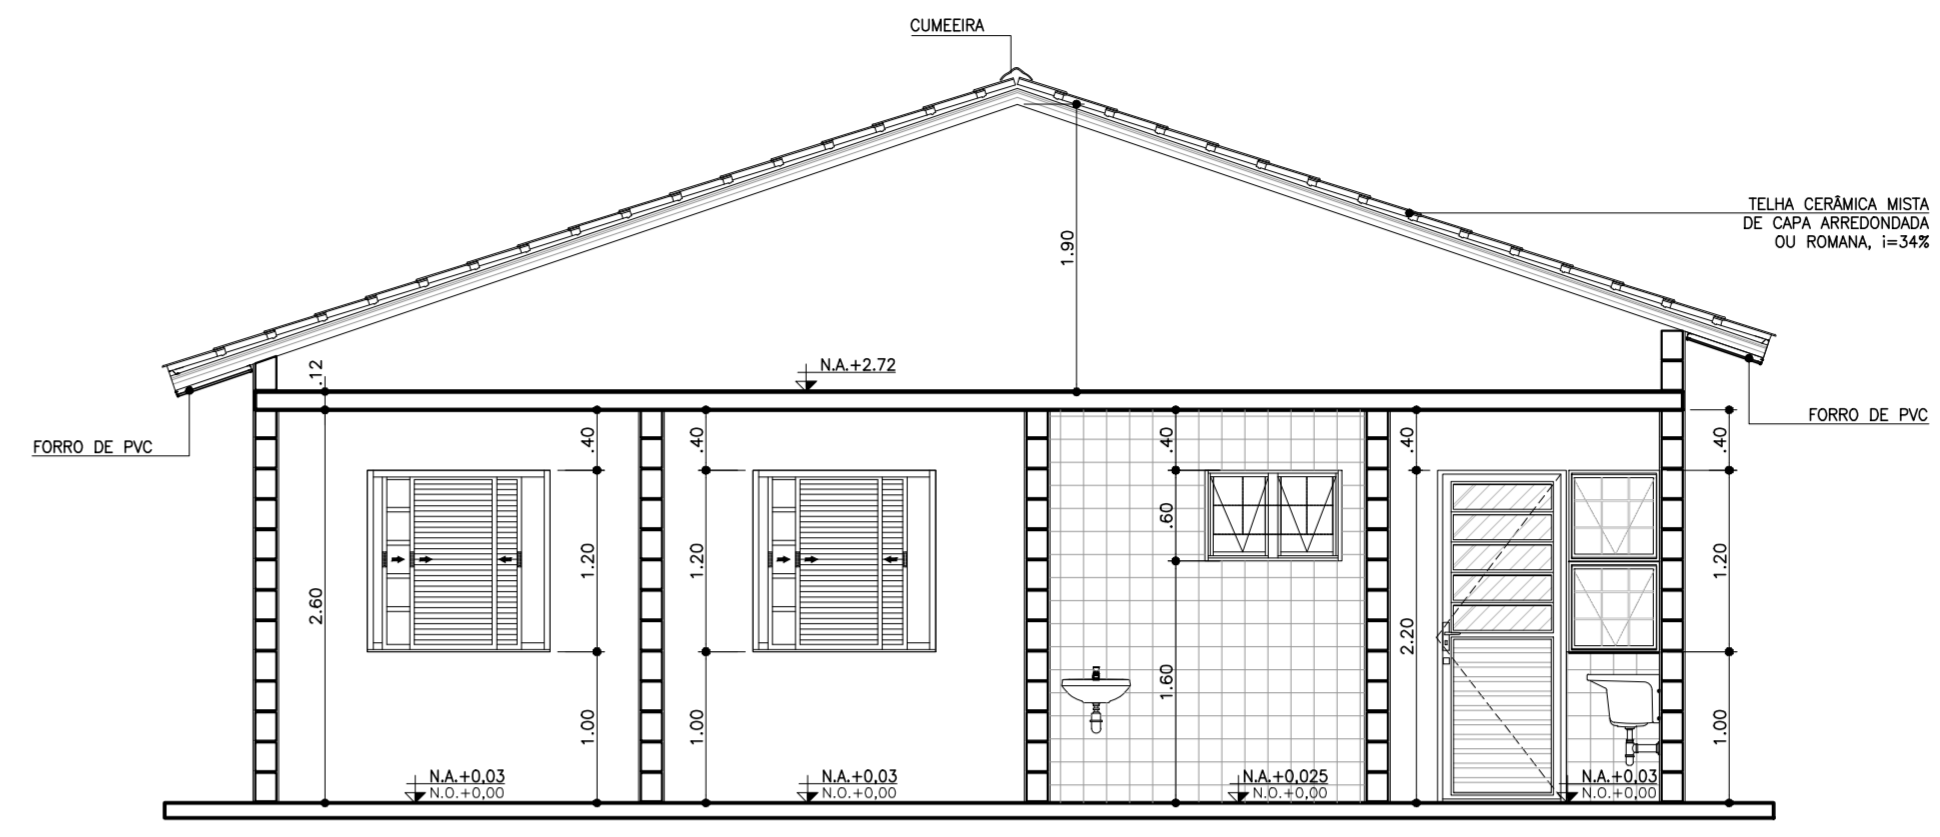 CUMEEIRA
TELHA CERÂMICA MISTA
DE CAPA ARREDONDADA
OU ROMANA, i=34%
1.90
.12
N.A.+2.72
FORRO DE PVC
FORRO DE PVC
.40
.40
.40
.40
.40
2.60
1.20
1.20
.60
2.20
1.20
1.00
1.00
1.60
1.00
N.A.+0,03
N.O.+0,00
N.A.+0,03
N.O.+0,00
N.A.+0,025
N.O.+0,00
N.A.+0,03
N.O.+0,00